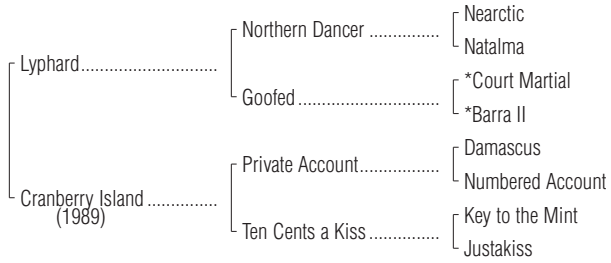 Nearctic
Northern Dancer ................
Natalma
Lyphard.............................
*Court Martial
Goofed .................................
*Barra II
Damascus
Private Account...................
Numbered Account
Cranberry Island ...............
(1989)
Key to the Mint
Ten Cents a Kiss ................
Justakiss